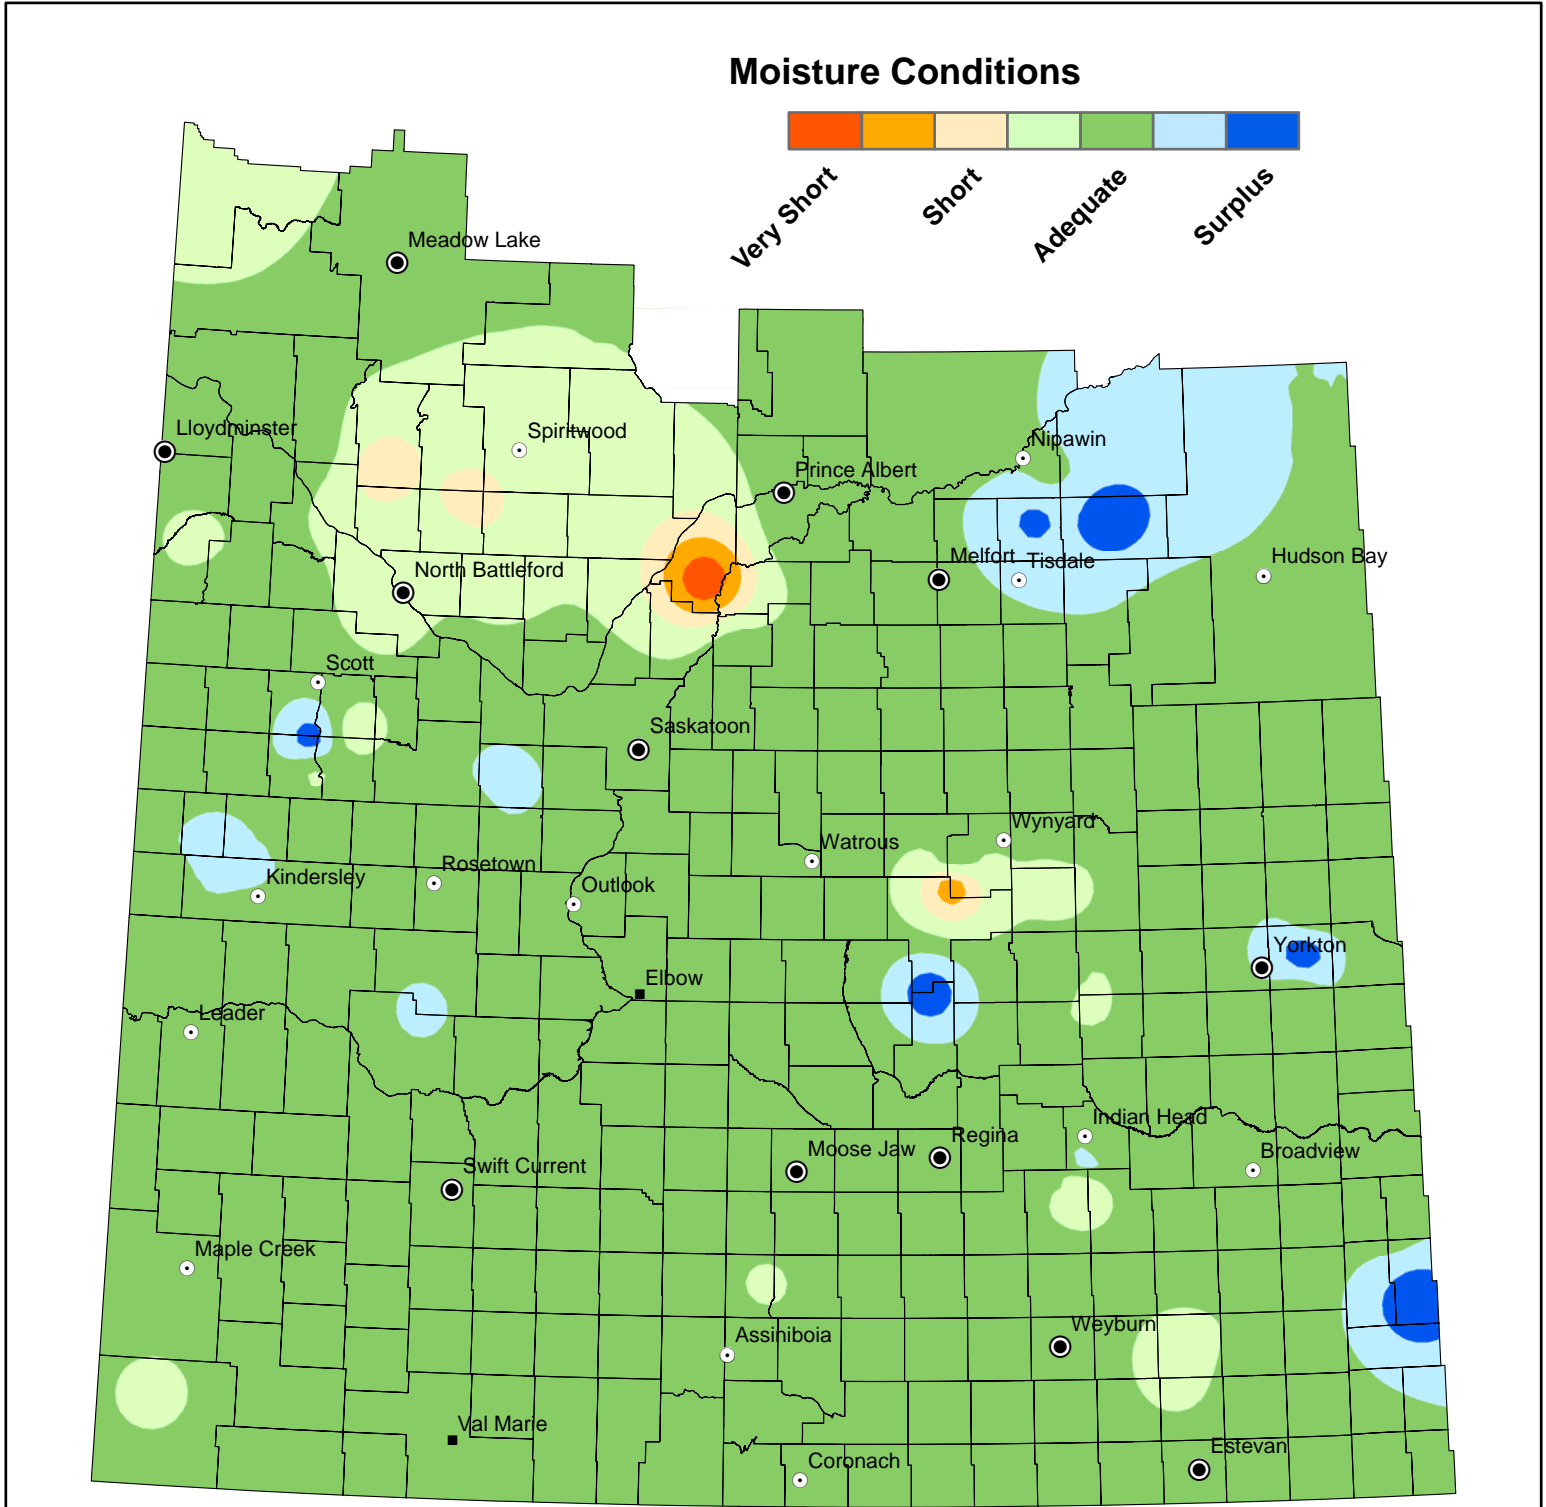 Moisture Conditions
Very Short
Short
Adequate
Surplus
Meadow Lake
Lloydminster
Spiritwood
Nipawin
Prince Albert
Melfort
Tisdale
Hudson Bay
North Battleford
Scott
Saskatoon
Wynyard
Watrous
Rosetown
Kindersley
Outlook
Yorkton
Elbow
Leader
Indian Head
Regina
Moose Jaw
Broadview
Swift Current
Maple Creek
Weyburn
Assiniboia
Val Marie
Estevan
Coronach